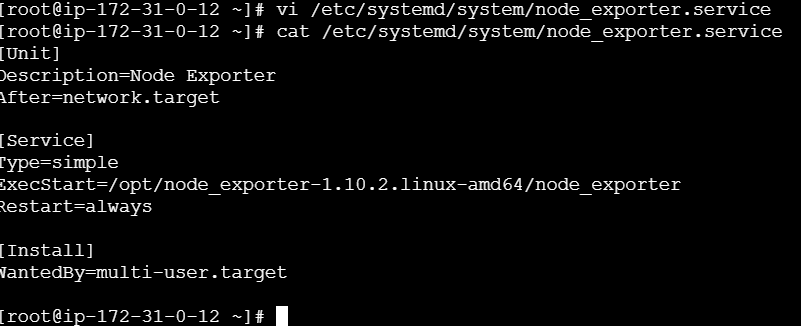 [root@ip-172-31-0-12 ~]# vi /etc/systemd/system/node_exporter.service
[root@ip-172-31-0-12 ~]# cat /etc/systemd/system/node_exporter.service
[Unit]
Description=Node Exporter
After=network.target

[Service]
Type=simple
ExecStart=/opt/node_exporter-1.10.2.linux-amd64/node_exporter
Restart=always

[Install]
WantedBy=multi-user.target

[root@ip-172-31-0-12 ~]#